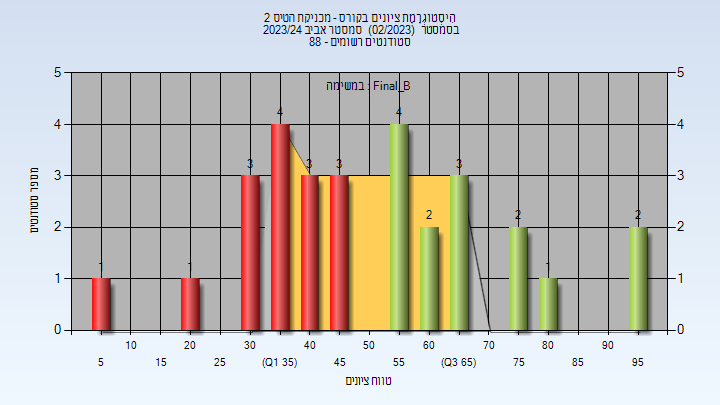 היסטוגרמת ציונים בקורס - מכניקת הטיס 2
בסמסטר (02/2023) סמסטר אביב 2023/24
סטודנטים רשומים - 88
במשימה : Final_B
מספר סטודנטים
5 5
4 4
3 3
2 2
1 1
0 0
1 1 3 4 3 3 4 2 3 2 1 2
10 20 30 40 50 60 70 80 90
5 15 25 (Q1 35) 45 55 (Q3 65) 75 85 95
טווח ציונים